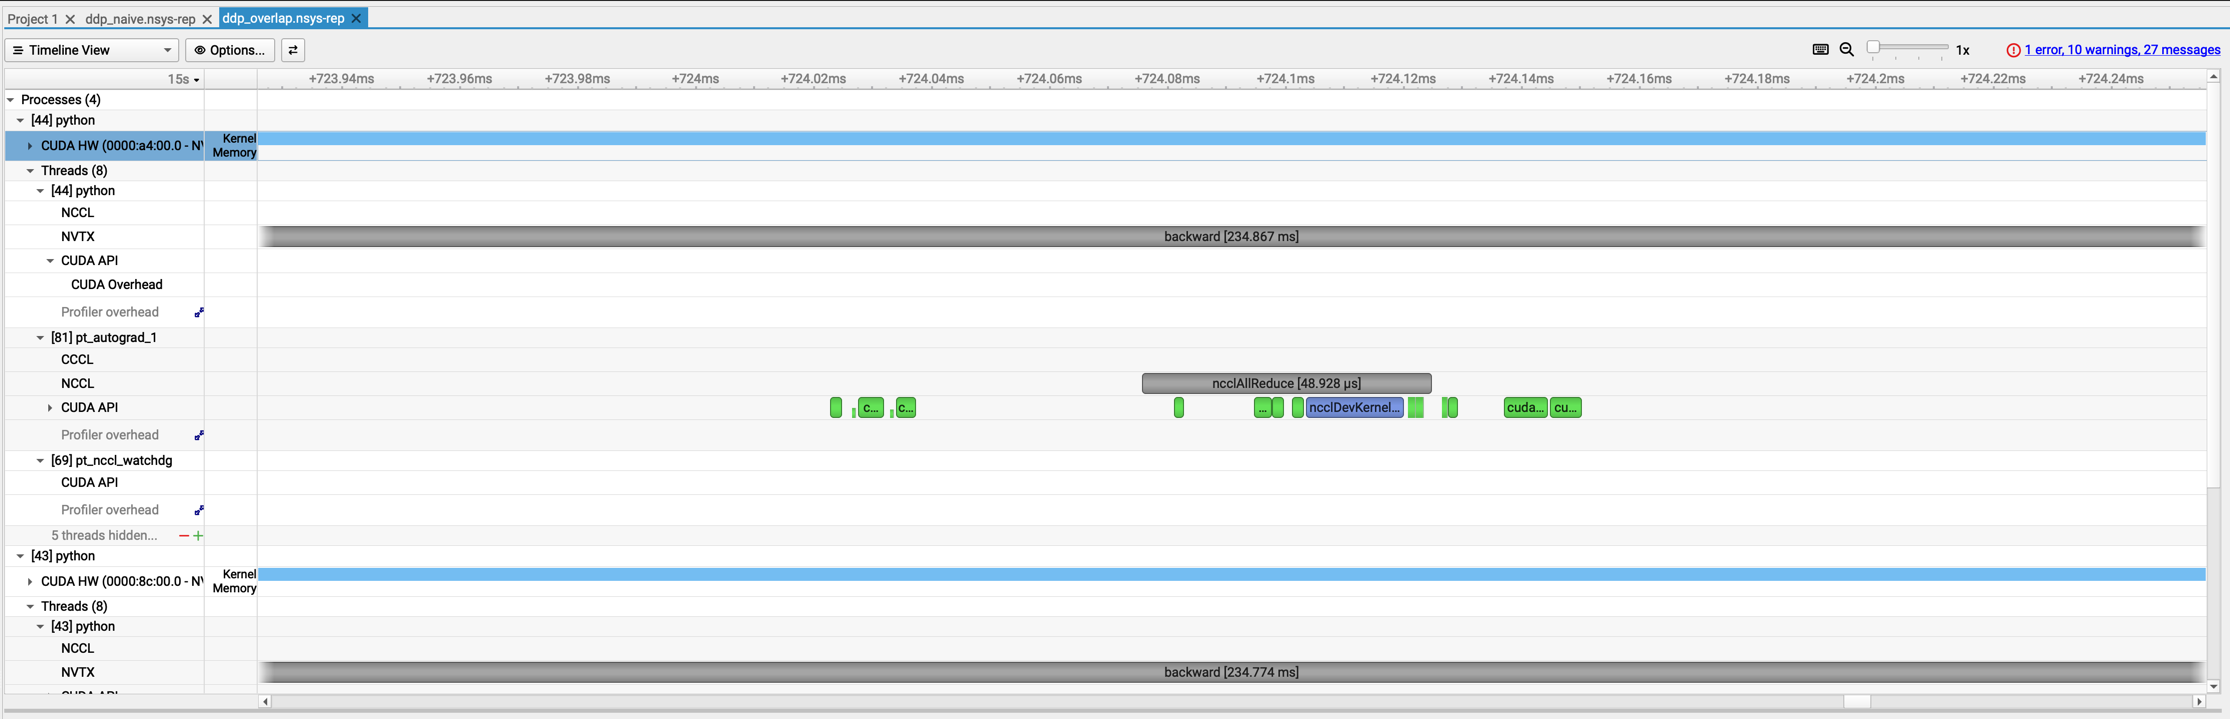 Project 1 ddp_naive.nsys-rep ddp_overlap.nsys-rep
Timeline View Options... 1x 1 error, 10 warnings, 27 messages
15s +723.94ms +723.96ms +723.98ms +724ms +724.02ms +724.04ms +724.06ms +724.08ms +724.1ms +724.12ms +724.14ms +724.16ms +724.18ms +724.2ms +724.22ms +724.24ms
Processes (4)
[44] python
CUDA HW (0000:a4:00.0 - NV Kernel
Memory
Threads (8)
[44] python
NCCL
NVTX backward [234.867 ms]
CUDA API
CUDA Overhead
Profiler overhead
[81] pt_autograd_1
CCCL
NCCL ncclAllReduce [48.928 µs]
CUDA API c... c... ... ncclDevKernel... cuda... cu...
Profiler overhead
[69] pt_nccl_watchdg
CUDA API
Profiler overhead
5 threads hidden... − +
[43] python
CUDA HW (0000:8c:00.0 - NV Kernel
Memory
Threads (8)
[43] python
NCCL
NVTX backward [234.774 ms]
CUDA API